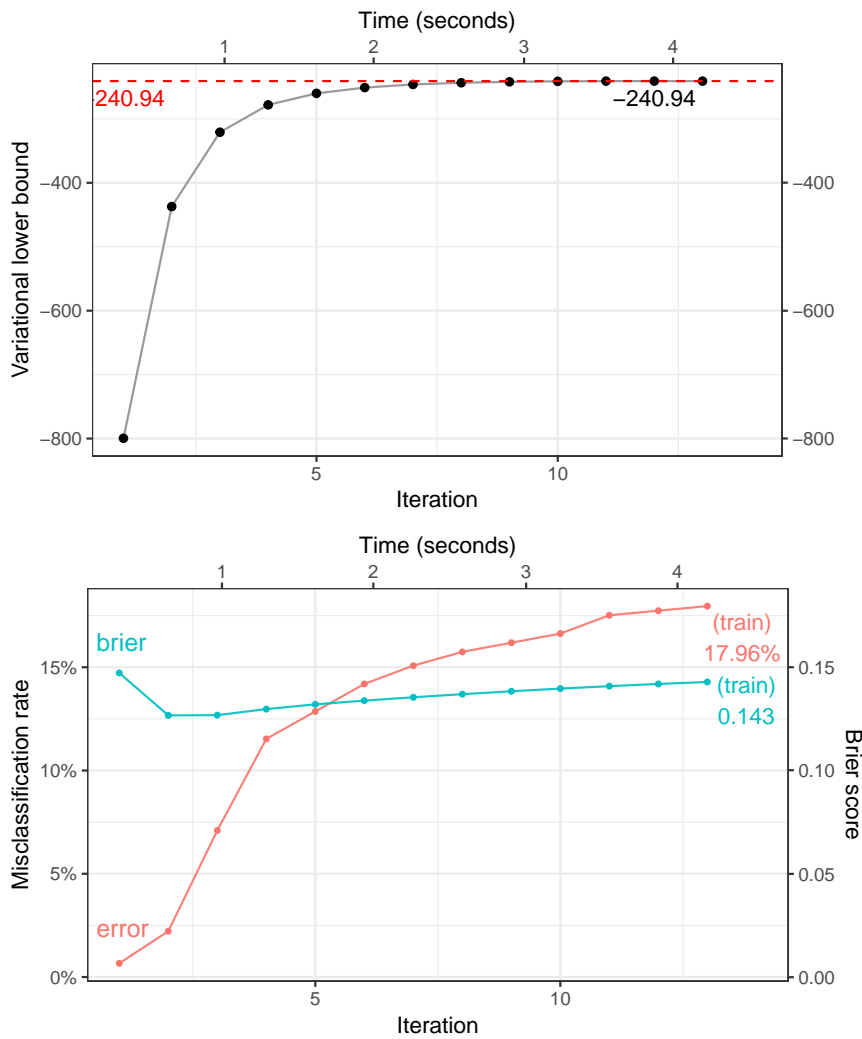 Time (seconds)
1 2 3 4
-240.94 −240.94
Variational lower bound
−400 −400
−600 −600
−800 −800
5 10
Iteration
Time (seconds)
1 2 3 4
brier
(train)
17.96%
(train)
0.143
error
Misclassification rate
15% 0.15
10% 0.10
5% 0.05
0% 0.00
Brier score
5 10
Iteration